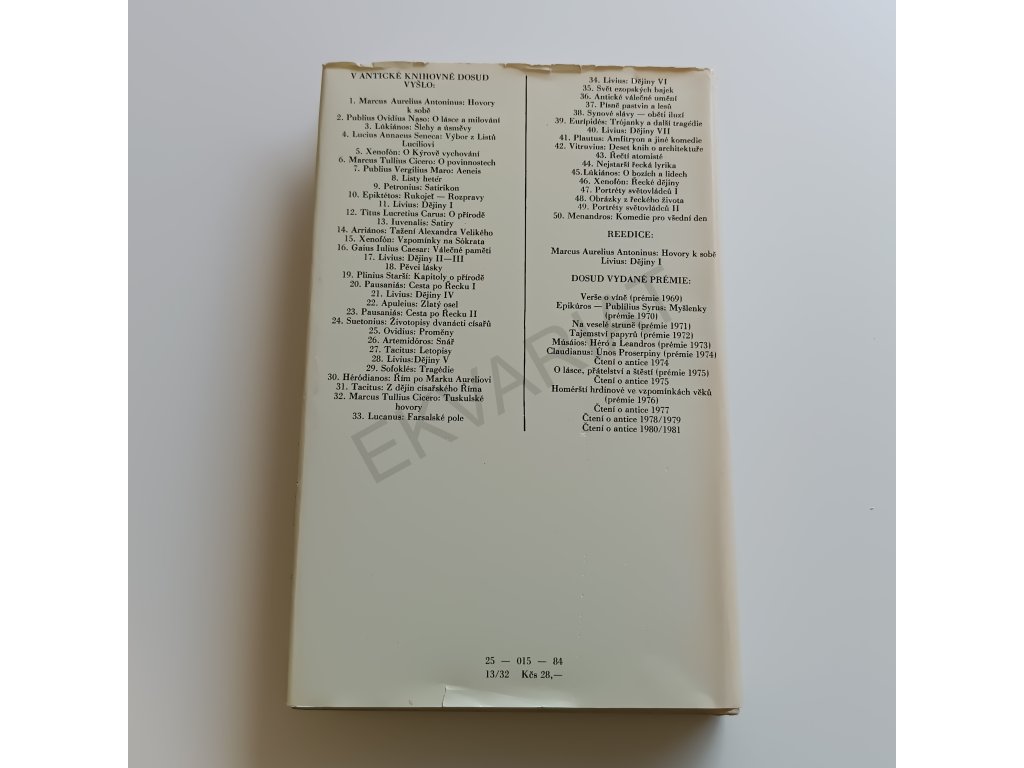 V ANTICKÉ KNIHOVNĚ DOSUD
VYŠLO:
1. Marcus Aurelius Antoninus: Hovory
k sobě
2. Publius Ovidius Naso: O lásce a milování
3. Lúkiános: Šlehy a úsměvy
4. Lucius Annaeus Seneca: Výbor z Listů
Luciliovi
5. Xenofón: O Kýrově vychování
6. Marcus Tullius Cicero: O povinnostech
7. Publius Vergilius Maro: Aeneis
8. Listy hetér
9. Petronius: Satirikon
10. Epiktétos: Rukojeť — Rozpravy
11. Livius: Dějiny I
12. Titus Lucretius Carus: O přírodě
13. Iuvenalis: Satiry
14. Arriános: Tažení Alexandra Velikého
15. Xenofón: Vzpomínky na Sókrata
16. Gaius Iulius Caesar: Válečné paměti
17. Livius: Dějiny II—III
18. Pěvci lásky
19. Plinius Starší: Kapitoly o přírodě
20. Pausaniás: Cesta po Řecku I
21. Livius: Dějiny IV
22. Apuleius: Zlatý osel
23. Pausaniás: Cesta po Řecku II
24. Suetonius: Životopisy dvanácti císařů
25. Ovidius: Proměny
26. Artemidóros: Snář
27. Tacitus: Letopisy
28. Livius:Dějiny V
29. Sofoklés: Tragédie
30. Héródianos: Řím po Marku Aureliovi
31. Tacitus: Z dějin císařského Říma
32. Marcus Tullius Cicero: Tuskulské
hovory
33. Lucanus: Farsalské pole
34. Livius: Dějiny VI
35. Svět ezopských bajek
36. Antické válečné umění
37. Písně pastvin a lesů
38. Synové slávy — oběti iluzí
39. Eurípidés: Trójanky a další tragédie
40. Livius: Dějiny VII
41. Plautus: Amfitryon a jiné komedie
42. Vitruvius: Deset knih o architektuře
43. Řečtí atomisté
44. Nejstarší řecká lyrika
45. Lúkiános: O bozích a lidech
46. Xenofón: Řecké dějiny
47. Portréty světovládců I
48. Obrázky z řeckého života
49. Portréty světovládců II
50. Menandros: Komedie pro všední den
REEDICE:
Marcus Aurelius Antoninus: Hovory k sobě
Livius: Dějiny I
DOSUD VYDANÉ PRÉMIE:
Verše o víně (prémie 1969)
Epikúros — Publilius Syrus: Myšlenky
(prémie 1970)
Na veselé struně (prémie 1971)
Tajemství papyrů (prémie 1972)
Músáios: Héró a Leandros (prémie 1973)
Claudianus: Únos Proserpiny (prémie 1974)
Čtení o antice 1974
O lásce, přátelství a štěstí (prémie 1975)
Čtení o antice 1975
Homérští hrdinové ve vzpomínkách věků
(prémie 1976)
Čtení o antice 1977
Čtení o antice 1978/1979
Čtení o antice 1980/1981
25 — 015 — 84
13/32 Kčs 28,—